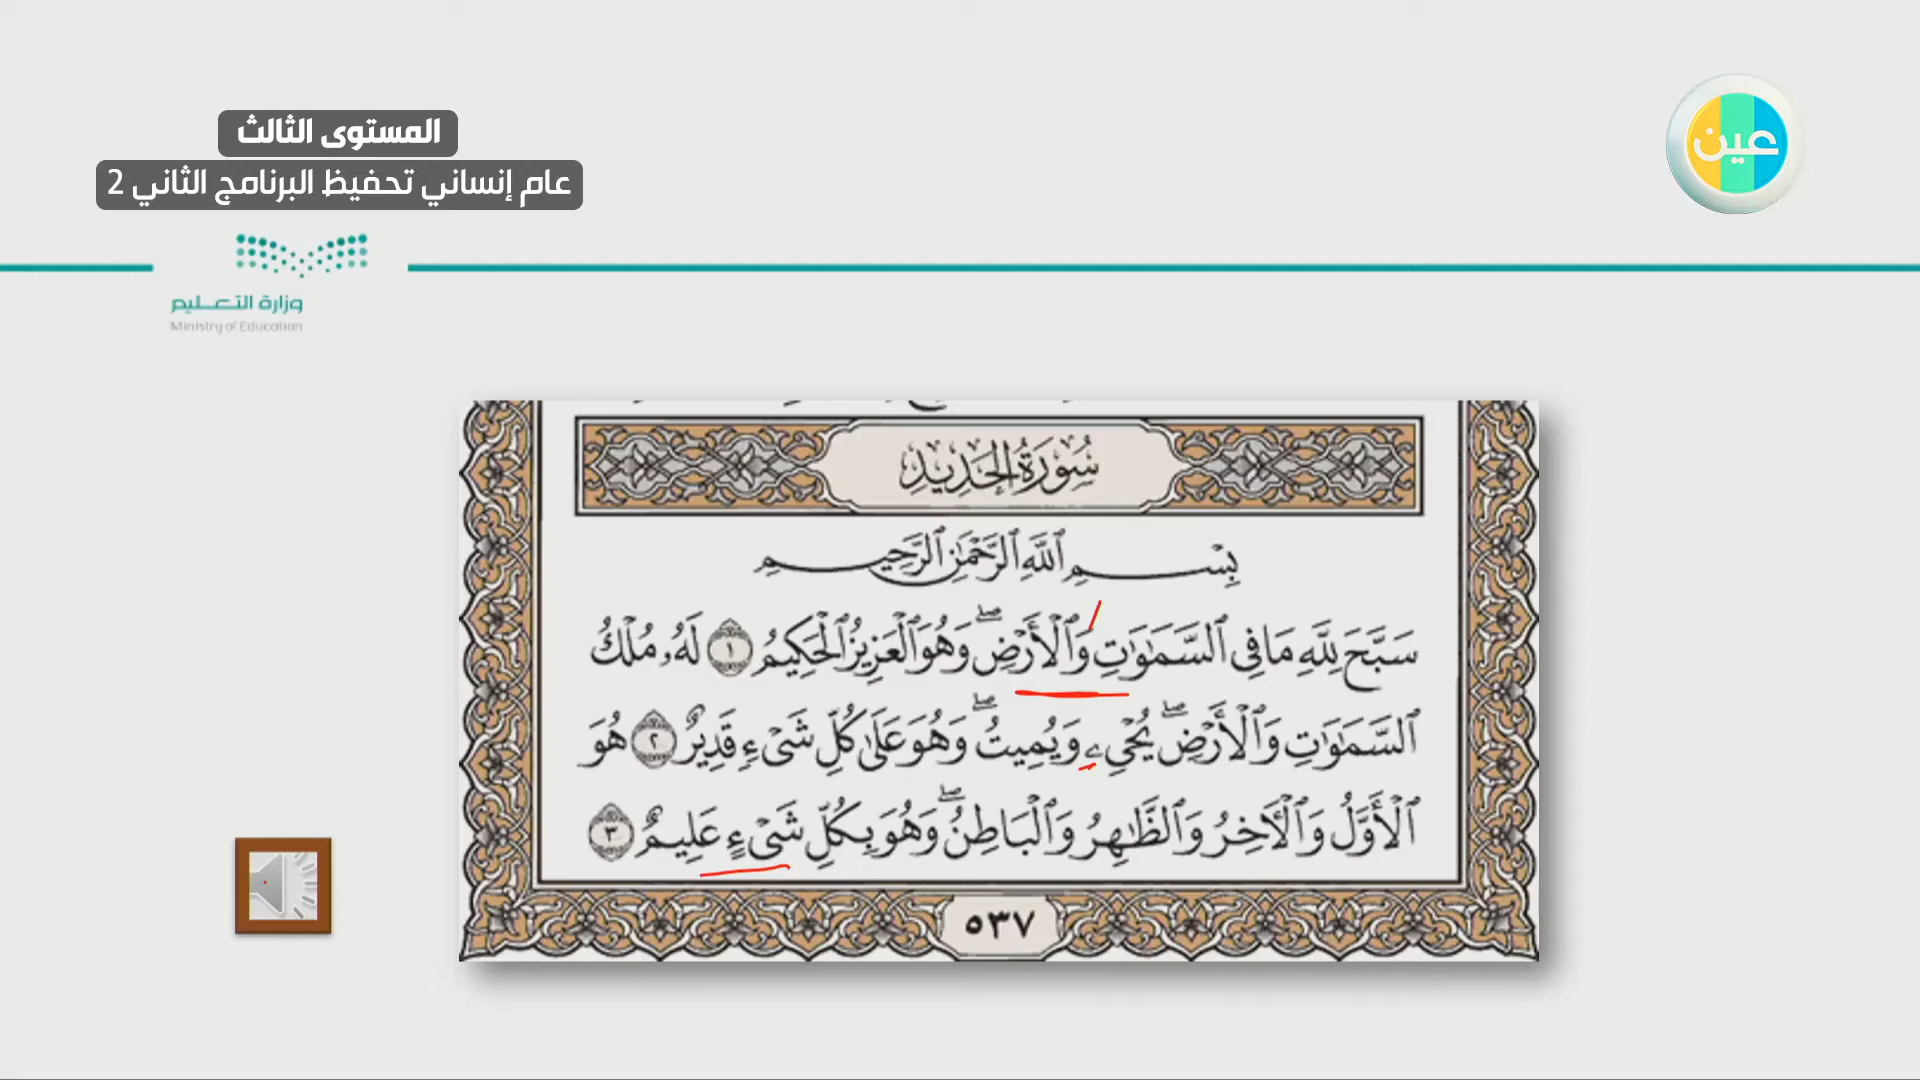 المستوى الثالث
عام إنساني تحفيظ البرنامج الثاني 2
عين
وزارة التعليم
Ministry of Education
سُورَةُ الحَدِيدِ
بِسْمِ ٱللَّهِ ٱلرَّحْمَٰنِ ٱلرَّحِيمِ
سَبَّحَ لِلَّهِ مَا فِي ٱلسَّمَٰوَٰتِ وَٱلْأَرْضِۖ وَهُوَ ٱلْعَزِيزُ ٱلْحَكِيمُ ١ لَهُۥ مُلْكُ
ٱلسَّمَٰوَٰتِ وَٱلْأَرْضِۖ يُحْيِۦ وَيُمِيتُۖ وَهُوَ عَلَىٰ كُلِّ شَيْءٍ قَدِيرٌ ٢ هُوَ
ٱلْأَوَّلُ وَٱلْآخِرُ وَٱلظَّٰهِرُ وَٱلْبَاطِنُۖ وَهُوَ بِكُلِّ شَيْءٍ عَلِيمٌ ٣
٥٣٧